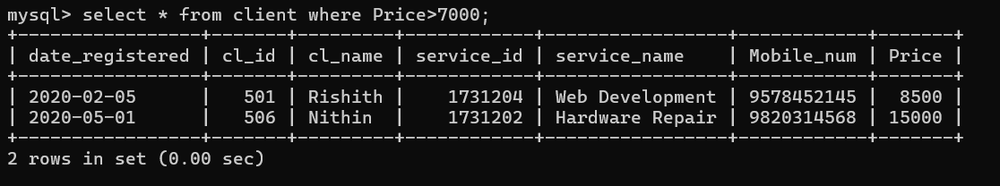 mysql> select * from client where Price>7000;
+-----------------+-------+---------+------------+-----------------+------------+-------+
| date_registered | cl_id | cl_name | service_id | service_name    | Mobile_num | Price |
+-----------------+-------+---------+------------+-----------------+------------+-------+
| 2020-02-05      |   501 | Rishith |    1731204 | Web Development | 9578452145 |  8500 |
| 2020-05-01      |   506 | Nithin  |    1731202 | Hardware Repair | 9820314568 | 15000 |
+-----------------+-------+---------+------------+-----------------+------------+-------+
2 rows in set (0.00 sec)